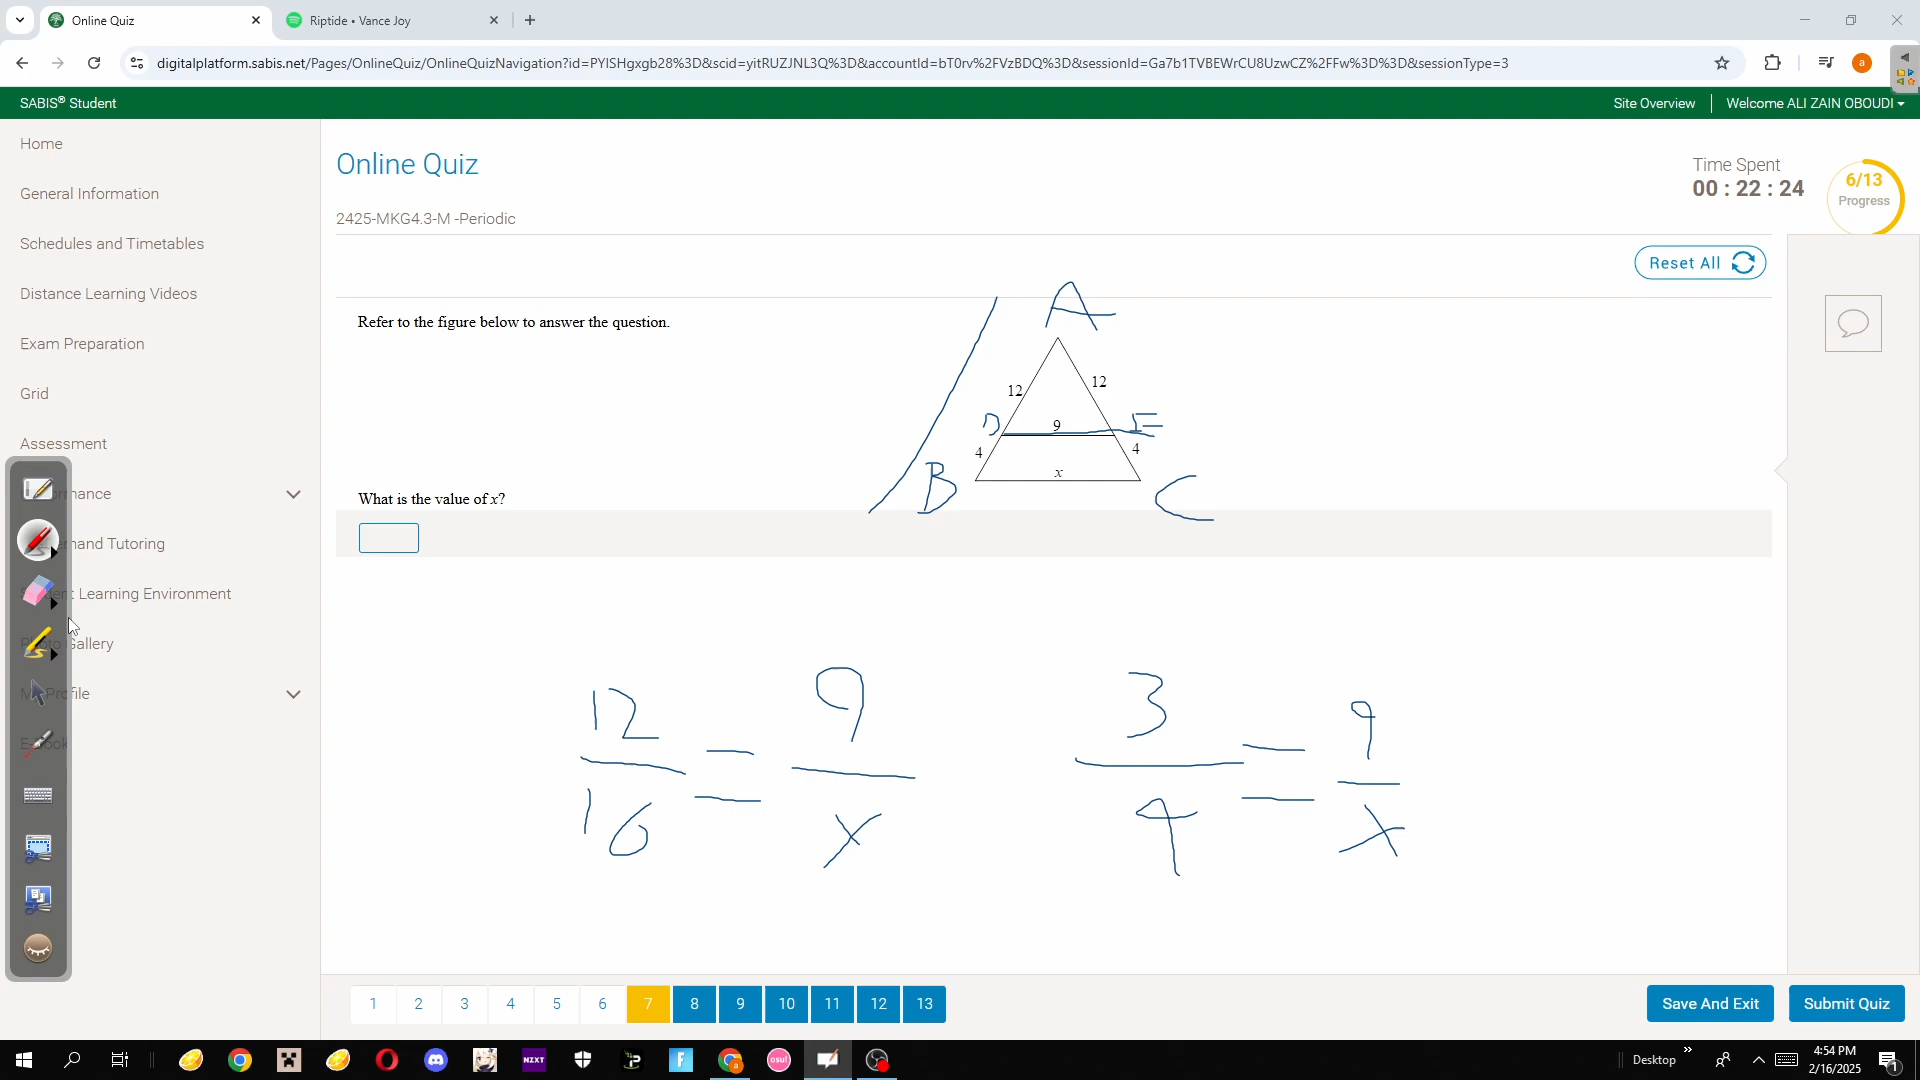 Online Quiz
Riptide • Vance Joy
digitalplatform.sabis.net/Pages/OnlineQuiz/OnlineQuizNavigation?id=PYISHgxgb28%3D&scid=yitRUZJNL3Q%3D&accountId=bT0rv%2FVzBDQ%3D&sessionId=Ga7b1TVBEWrCU8UzwCZ%2FFw%3D%3D&sessionType=3
a
SABIS® Student
Site Overview
Welcome ALI ZAIN OBOUDI
Home
General Information
Schedules and Timetables
Distance Learning Videos
Exam Preparation
Grid
Assessment
Learning Environment
Online Quiz
2425-MKG4.3-M -Periodic
Time Spent
00 : 22 : 24
6/13
Progress
Reset All
Refer to the figure below to answer the question.
A
12 12
D 9 E
4 4
B x C
What is the value of x?
12/16 = 9/x
3/4 = 9/x
1 2 3 4 5 6 7 8 9 10 11 12 13
Save And Exit
Submit Quiz
NZXT
osu!
a
Desktop
4:54 PM
2/16/2025
1